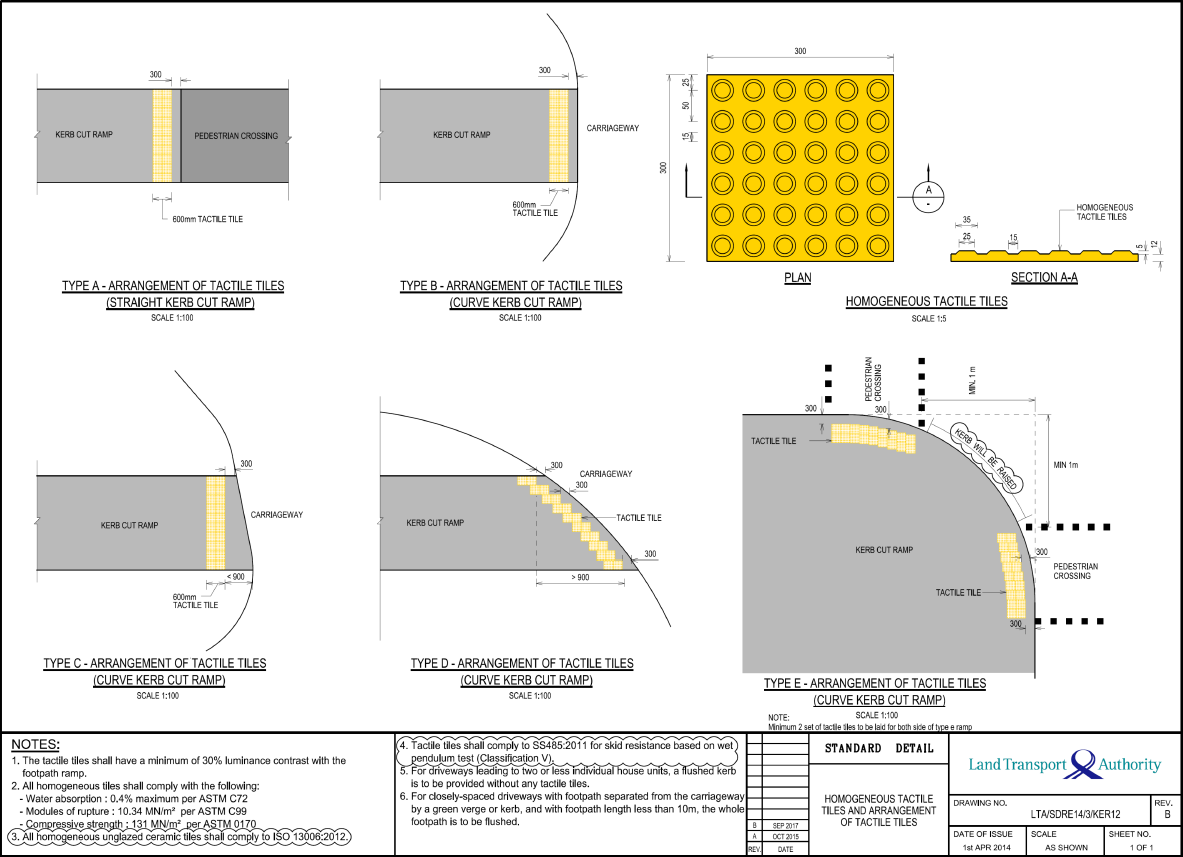 300
KERB CUT RAMP
PEDESTRIAN CROSSING
600mm TACTILE TILE
TYPE A - ARRANGEMENT OF TACTILE TILES
(STRAIGHT KERB CUT RAMP)
SCALE 1:100
300
KERB CUT RAMP
CARRIAGEWAY
600mm
TACTILE TILE
TYPE B - ARRANGEMENT OF TACTILE TILES
(CURVE KERB CUT RAMP)
SCALE 1:100
300
25
50
15
300
A
-
PLAN
HOMOGENEOUS
TACTILE TILES
35
25
15
5
12
SECTION A-A
HOMOGENEOUS TACTILE TILES
SCALE 1:5
300
KERB CUT RAMP
CARRIAGEWAY
< 900
600mm
TACTILE TILE
TYPE C - ARRANGEMENT OF TACTILE TILES
(CURVE KERB CUT RAMP)
SCALE 1:100
300
CARRIAGEWAY
300
KERB CUT RAMP
TACTILE TILE
300
> 900
TYPE D - ARRANGEMENT OF TACTILE TILES
(CURVE KERB CUT RAMP)
SCALE 1:100
PEDESTRIAN
CROSSING
MIN. 1 m
300
300
TACTILE TILE
KERB WILL BE RAISED
MIN 1m
KERB CUT RAMP
300
PEDESTRIAN
CROSSING
TACTILE TILE
300
TYPE E - ARRANGEMENT OF TACTILE TILES
(CURVE KERB CUT RAMP)
SCALE 1:100
NOTE:
Minimum 2 set of tactile tiles to be laid for both side of type e ramp
NOTES:
1. The tactile tiles shall have a minimum of 30% luminance contrast with the
footpath ramp.
2. All homogeneous tiles shall comply with the following:
- Water absorption : 0.4% maximum per ASTM C72
- Modules of rupture : 10.34 MN/m² per ASTM C99
- Compressive strength : 131 MN/m² per ASTM 0170
3. All homogeneous unglazed ceramic tiles shall comply to ISO 13006:2012.
4. Tactile tiles shall comply to SS485:2011 for skid resistance based on wet
pendulum test (Classification V).
5. For driveways leading to two or less individual house units, a flushed kerb
is to be provided without any tactile tiles.
6. For closely-spaced driveways with footpath separated from the carriageway
by a green verge or kerb, and with footpath length less than 10m, the whole
footpath is to be flushed.
B SEP 2017
A OCT 2015
REV. DATE
STANDARD DETAIL
HOMOGENEOUS TACTILE
TILES AND ARRANGEMENT
OF TACTILE TILES
Land Transport Authority
DRAWING NO.
LTA/SDRE14/3/KER12
REV.
B
DATE OF ISSUE
1st APR 2014
SCALE
AS SHOWN
SHEET NO.
1 OF 1